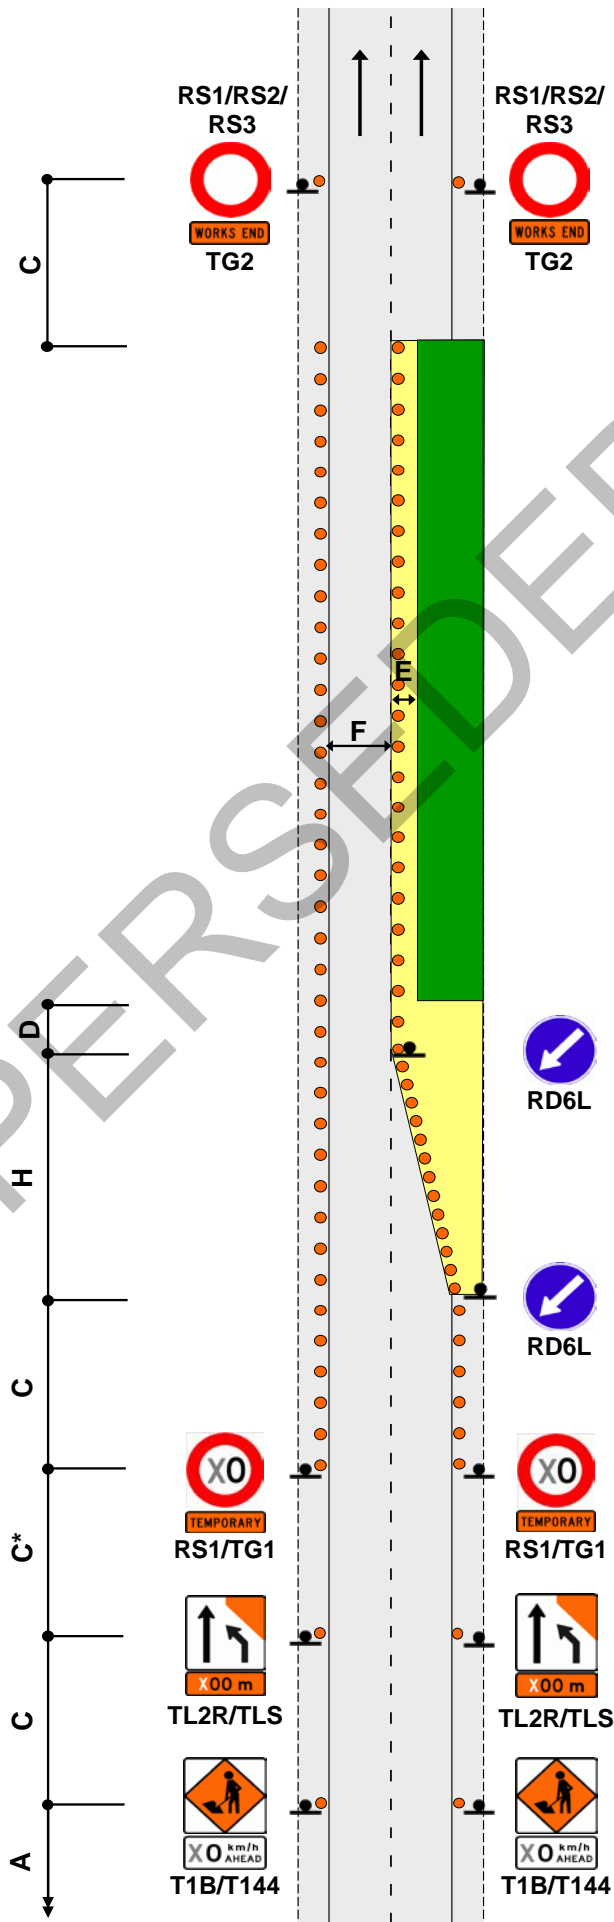 RS1/RS2/
RS3
RS1/RS2/
RS3
WORKS END
WORKS END
TG2
TG2
C
E
F
D
RD6L
H
RD6L
C
X0
X0
TEMPORARY
TEMPORARY
RS1/TG1
RS1/TG1
C*
X00 m
X00 m
TL2R/TLS
TL2R/TLS
C
X0 km/h
AHEAD
X0 km/h
AHEAD
T1B/T144
T1B/T144
A
PERSEDED